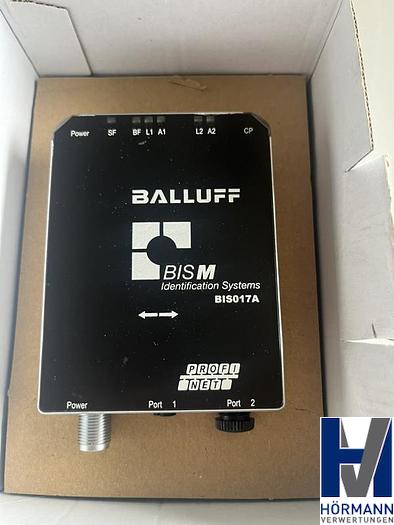 Power SF BF L1 A1 L2 A2 CP
BALLUFF
BIS M
Identification Systems
BIS017A
PROFI
NET
Power Port 1 Port 2
HÖRMANN
VERWERTUNGEN